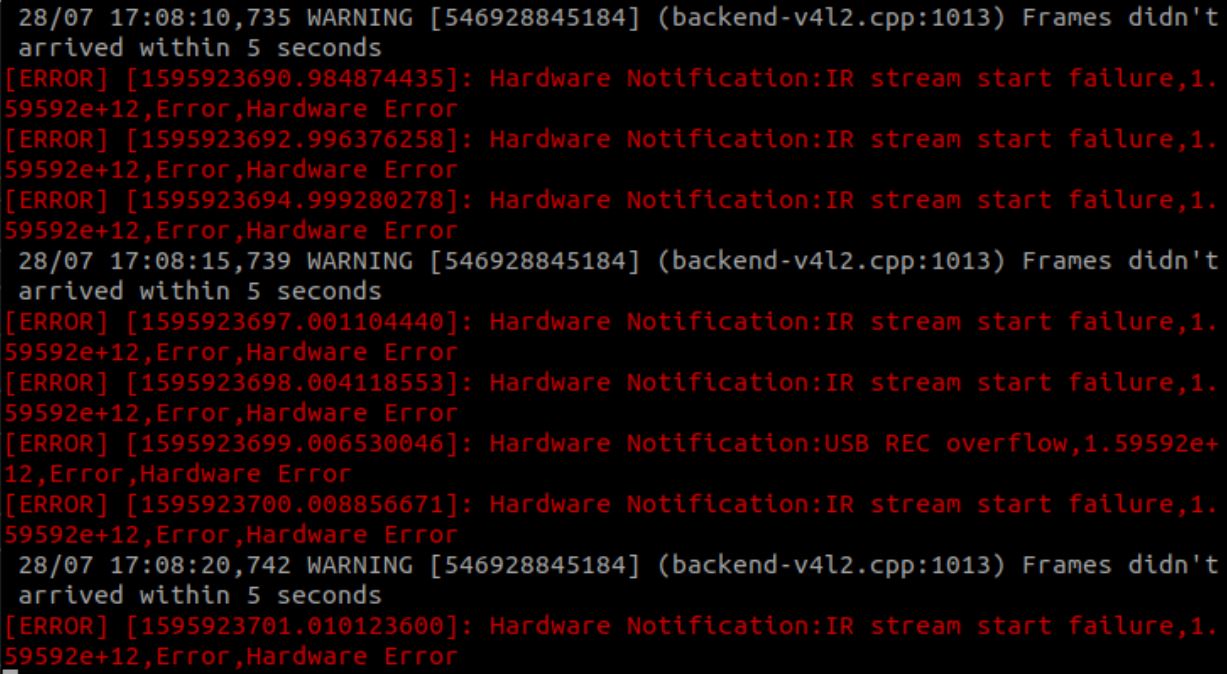 28/07 17:08:10,735 WARNING [546928845184] (backend-v4l2.cpp:1013) Frames didn't
arrived within 5 seconds
[ERROR] [1595923690.984874435]: Hardware Notification:IR stream start failure,1.
59592e+12,Error,Hardware Error
[ERROR] [1595923692.996376258]: Hardware Notification:IR stream start failure,1.
59592e+12,Error,Hardware Error
[ERROR] [1595923694.999280278]: Hardware Notification:IR stream start failure,1.
59592e+12,Error,Hardware Error
28/07 17:08:15,739 WARNING [546928845184] (backend-v4l2.cpp:1013) Frames didn't
arrived within 5 seconds
[ERROR] [1595923697.001104440]: Hardware Notification:IR stream start failure,1.
59592e+12,Error,Hardware Error
[ERROR] [1595923698.004118553]: Hardware Notification:IR stream start failure,1.
59592e+12,Error,Hardware Error
[ERROR] [1595923699.006530046]: Hardware Notification:USB REC overflow,1.59592e+
12,Error,Hardware Error
[ERROR] [1595923700.008856671]: Hardware Notification:IR stream start failure,1.
59592e+12,Error,Hardware Error
28/07 17:08:20,742 WARNING [546928845184] (backend-v4l2.cpp:1013) Frames didn't
arrived within 5 seconds
[ERROR] [1595923701.010123600]: Hardware Notification:IR stream start failure,1.
59592e+12,Error,Hardware Error